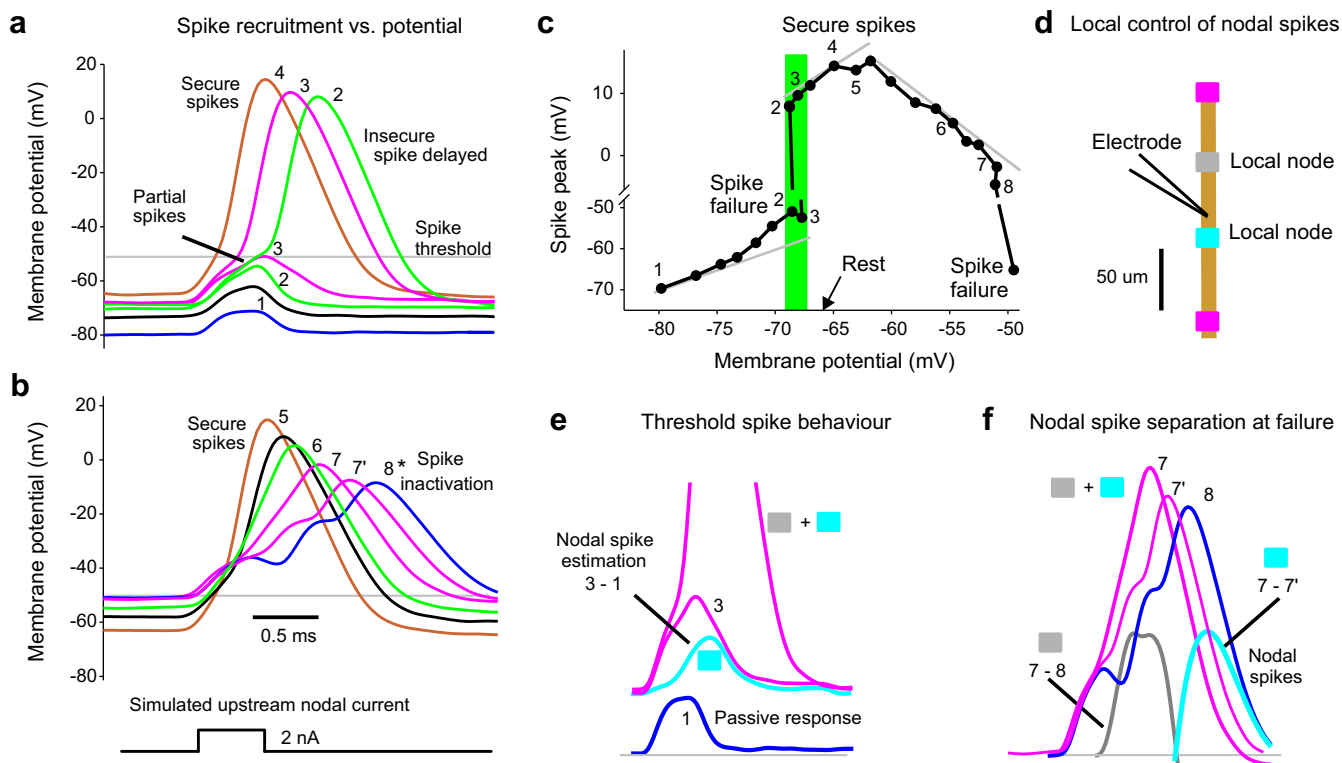 a
Spike recruitment vs. potential
Membrane potential (mV)
20
0
-20
-40
-60
-80
Secure
spikes
4
3
2
Insecure
spike delayed
Partial
spikes
Spike
threshold
3
2
1
b
Membrane potential (mV)
20
0
-20
-40
-60
-80
Secure
spikes
5
6
7
7'
8*
Spike
inactivation
0.5 ms
Simulated upstream nodal current
2 nA
c
Secure spikes
Spike peak (mV)
10
0
-50
-60
-70
1
2
3
2
3
4
5
6
7
8
Spike
failure
Rest
Spike
failure
-80
-75
-70
-65
-60
-55
-50
Membrane potential (mV)
d
Local control of nodal spikes
Electrode
Local node
Local node
50 um
e
Threshold spike behaviour
+
Nodal spike
estimation
3 - 1
3
1
Passive response
f
Nodal spike separation at failure
+
7
7'
8
7 - 7'
7 - 8
Nodal
spikes